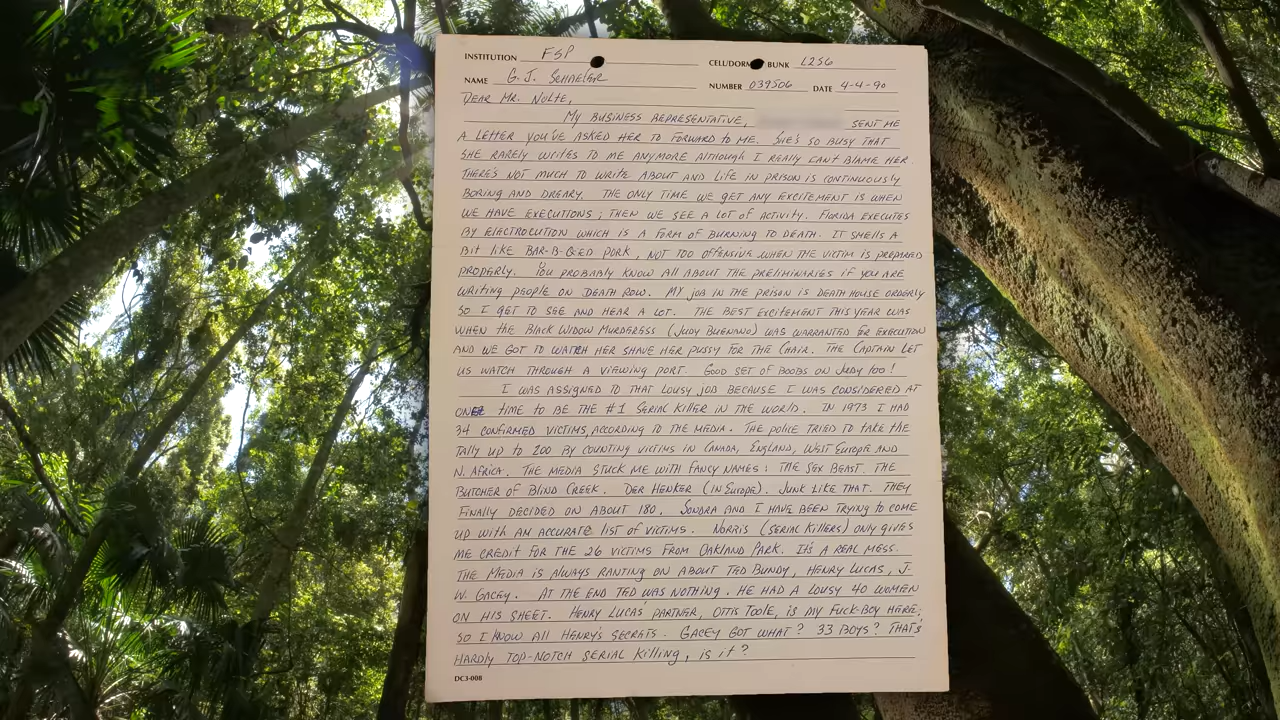 INSTITUTION FSP CELL/DORM BUNK L2S6
NAME G.J. SCHAEFER NUMBER 039506 DATE 4-4-90
DEAR MR. NOLTE,
MY BUSINESS REPRESENTATIVE, SENT ME
A LETTER YOU'VE ASKED HER TO FORWARD TO ME. SHE'S SO BUSY THAT
SHE RARELY WRITES TO ME ANYMORE ALTHOUGH I REALLY CAN'T BLAME HER.
THERE'S NOT MUCH TO WRITE ABOUT AND LIFE IN PRISON IS CONTINUOUSLY
BORING AND DREARY. THE ONLY TIME WE GET ANY EXCITEMENT IS WHEN
WE HAVE EXECUTIONS; THEN WE SEE A LOT OF ACTIVITY. FLORIDA EXECUTES
BY ELECTROCUTION WHICH IS A FORM OF BURNING TO DEATH. IT SMELLS A
BIT LIKE BAR-B-QED PORK, NOT TOO OFFENSIVE WHEN THE VICTIM IS PREPARED
PROPERLY. YOU PROBABLY KNOW ALL ABOUT THE PRELIMINARIES IF YOU ARE
WRITING PEOPLE ON DEATH ROW. MY JOB IN THE PRISON IS DEATH HOUSE ORDERLY
SO I GET TO SEE AND HEAR A LOT. THE BEST EXCITEMENT THIS YEAR WAS
WHEN THE BLACK WIDOW MURDERESS (JUDY BUENANO) WAS WARRANTED FOR EXECUTION
AND WE GOT TO WATCH HER SHAVE HER PUSSY FOR THE CHAIR. THE CAPTAIN LET
US WATCH THROUGH A VIEWING PORT. GOOD SET OF BOOBS ON JUDY TOO!
I WAS ASSIGNED TO THAT LOUSY JOB BECAUSE I WAS CONSIDERED AT
ONE TIME TO BE THE #1 SERIAL KILLER IN THE WORLD. IN 1973 I HAD
34 CONFIRMED VICTIMS, ACCORDING TO THE MEDIA. THE POLICE TRIED TO TAKE THE
TALLY UP TO 200 BY COUNTING VICTIMS IN CANADA, ENGLAND, WEST EUROPE AND
N. AFRICA. THE MEDIA STUCK ME WITH FANCY NAMES: THE SEX BEAST. THE
BUTCHER OF BLIND CREEK. DER HENKER (IN EUROPE). JUNK LIKE THAT. THEY
FINALLY DECIDED ON ABOUT 180. SONDRA AND I HAVE BEEN TRYING TO COME
UP WITH AN ACCURATE LIST OF VICTIMS. NORRIS (SERIAL KILLERS) ONLY GIVES
ME CREDIT FOR THE 26 VICTIMS FROM OAKLAND PARK. IT'S A REAL MESS.
THE MEDIA IS ALWAYS RANTING ON ABOUT TED BUNDY, HENRY LUCAS, J.
W. GACEY. AT THE END TED WAS NOTHING. HE HAD A LOUSY 40 WOMEN
ON HIS SHEET. HENRY LUCAS' PARTNER, OTTIS TOOLE, IS MY FUCK-BOY HERE,
SO I KNOW ALL HENRY'S SECRETS. GACEY GOT WHAT? 33 BOYS? THAT'S
HARDLY TOP-NOTCH SERIAL KILLING, IS IT?
DC3-008